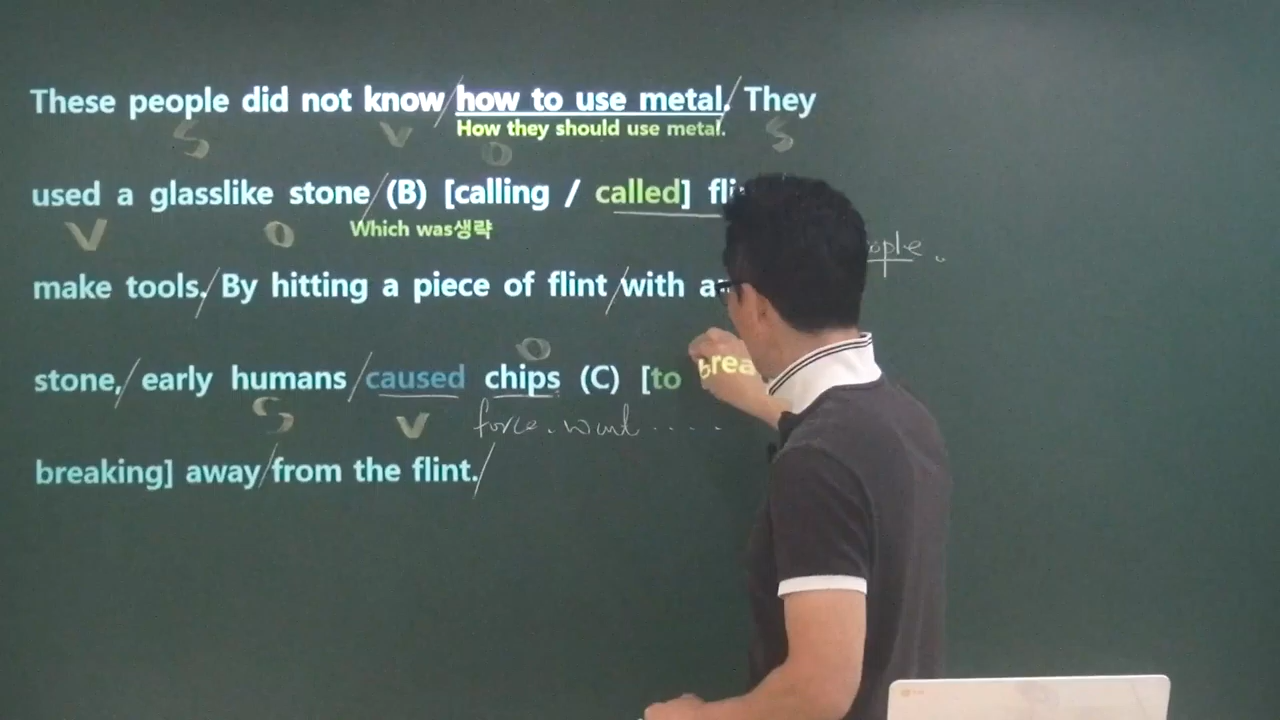 These people did not know / how to use metal. / They
How they should use metal.
S V O S
used a glasslike stone / (B) [calling / called]
V O Which was생략
ople.
make tools. / By hitting a piece of flint / with
O
stone, / early humans / caused chips (C) [to brea
S V force. want .....
breaking] away / from the flint. /